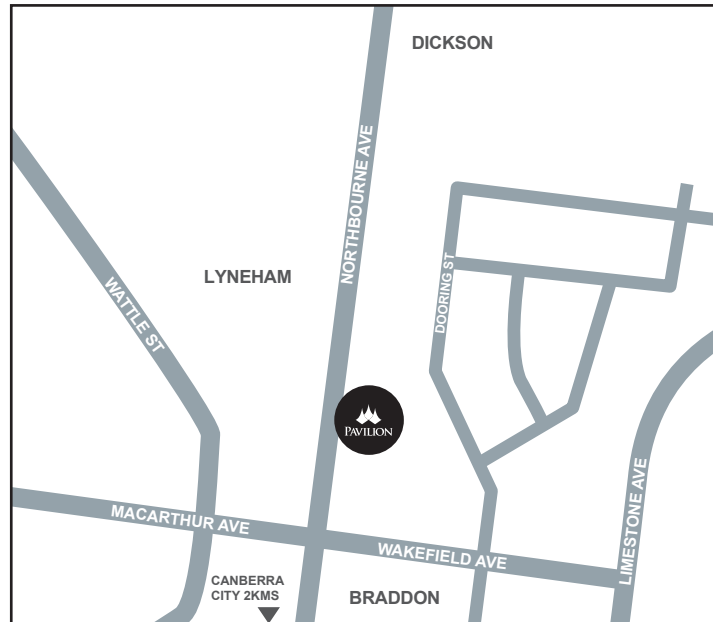 DICKSON
NORTHBOURNE AVE
LYNEHAM
DOORING ST
WATTLE ST
PAVILION
MACARTHUR AVE
WAKEFIELD AVE
LIMESTONE AVE
CANBERRA
CITY 2KMS
BRADDON